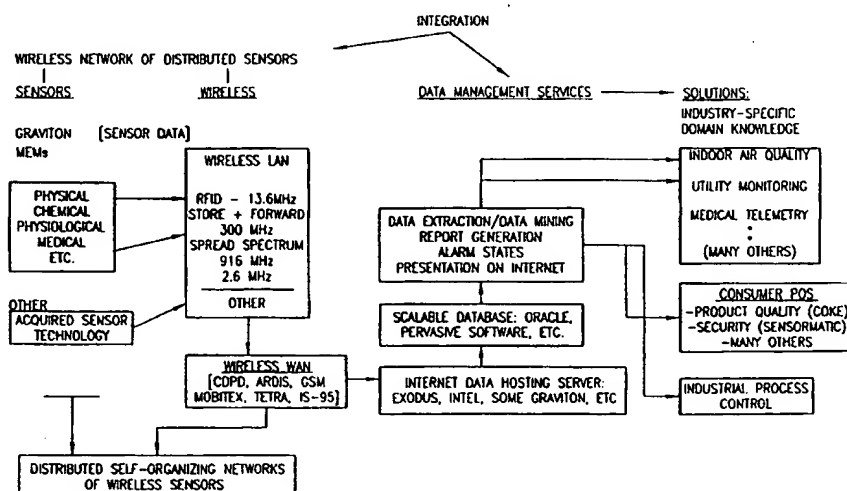 INTEGRATION
WIRELESS NETWORK OF DISTRIBUTED SENSORS
SENSORS
WIRELESS
DATA MANAGEMENT SERVICES
SOLUTIONS:
INDUSTRY-SPECIFIC
DOMAIN KNOWLEDGE
GRAVITON [SENSOR DATA]
MEMs
PHYSICAL
CHEMICAL
PHYSIOLOGICAL
MEDICAL
ETC.
OTHER
ACQUIRED SENSOR
TECHNOLOGY
WIRELESS LAN
RFID - 13.6MHz
STORE + FORWARD
300 MHz
SPREAD SPECTRUM
916 MHz
2.6 MHz
OTHER
WIRELESS WAN
[CDPD, ARDIS, GSM
MOBITEX, TETRA, IS-95]
DISTRIBUTED SELF-ORGANIZING NETWORKS
OF WIRELESS SENSORS
DATA EXTRACTION/DATA MINING
REPORT GENERATION
ALARM STATES
PRESENTATION ON INTERNET
SCALABLE DATABASE: ORACLE,
PERVASIVE SOFTWARE, ETC.
INTERNET DATA HOSTING SERVER:
EXODUS, INTEL, SOME GRAVITON, ETC
INDOOR AIR QUALITY
UTILITY MONITORING
MEDICAL TELEMETRY
(MANY OTHERS)
CONSUMER POS
-PRODUCT QUALITY (COKE)
-SECURITY (SENSORMATIC)
-MANY OTHERS
INDUSTRIAL PROCESS
CONTROL